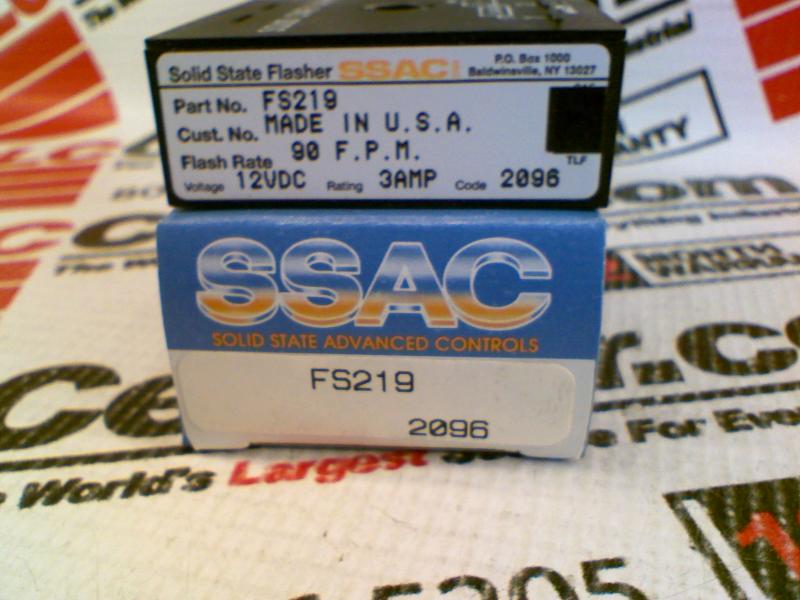 Solid State Flasher SSAC
P.O. Box 1000
Baldwinsville, NY 13027
Part No. FS219
Cust. No. MADE IN U.S.A.
Flash Rate 90 F.P.M.
TLF
Voltage 12VDC Rating 3AMP Code 2096
SSAC
SOLID STATE ADVANCED CONTROLS
FS219
2096
World's Largest
For
5205